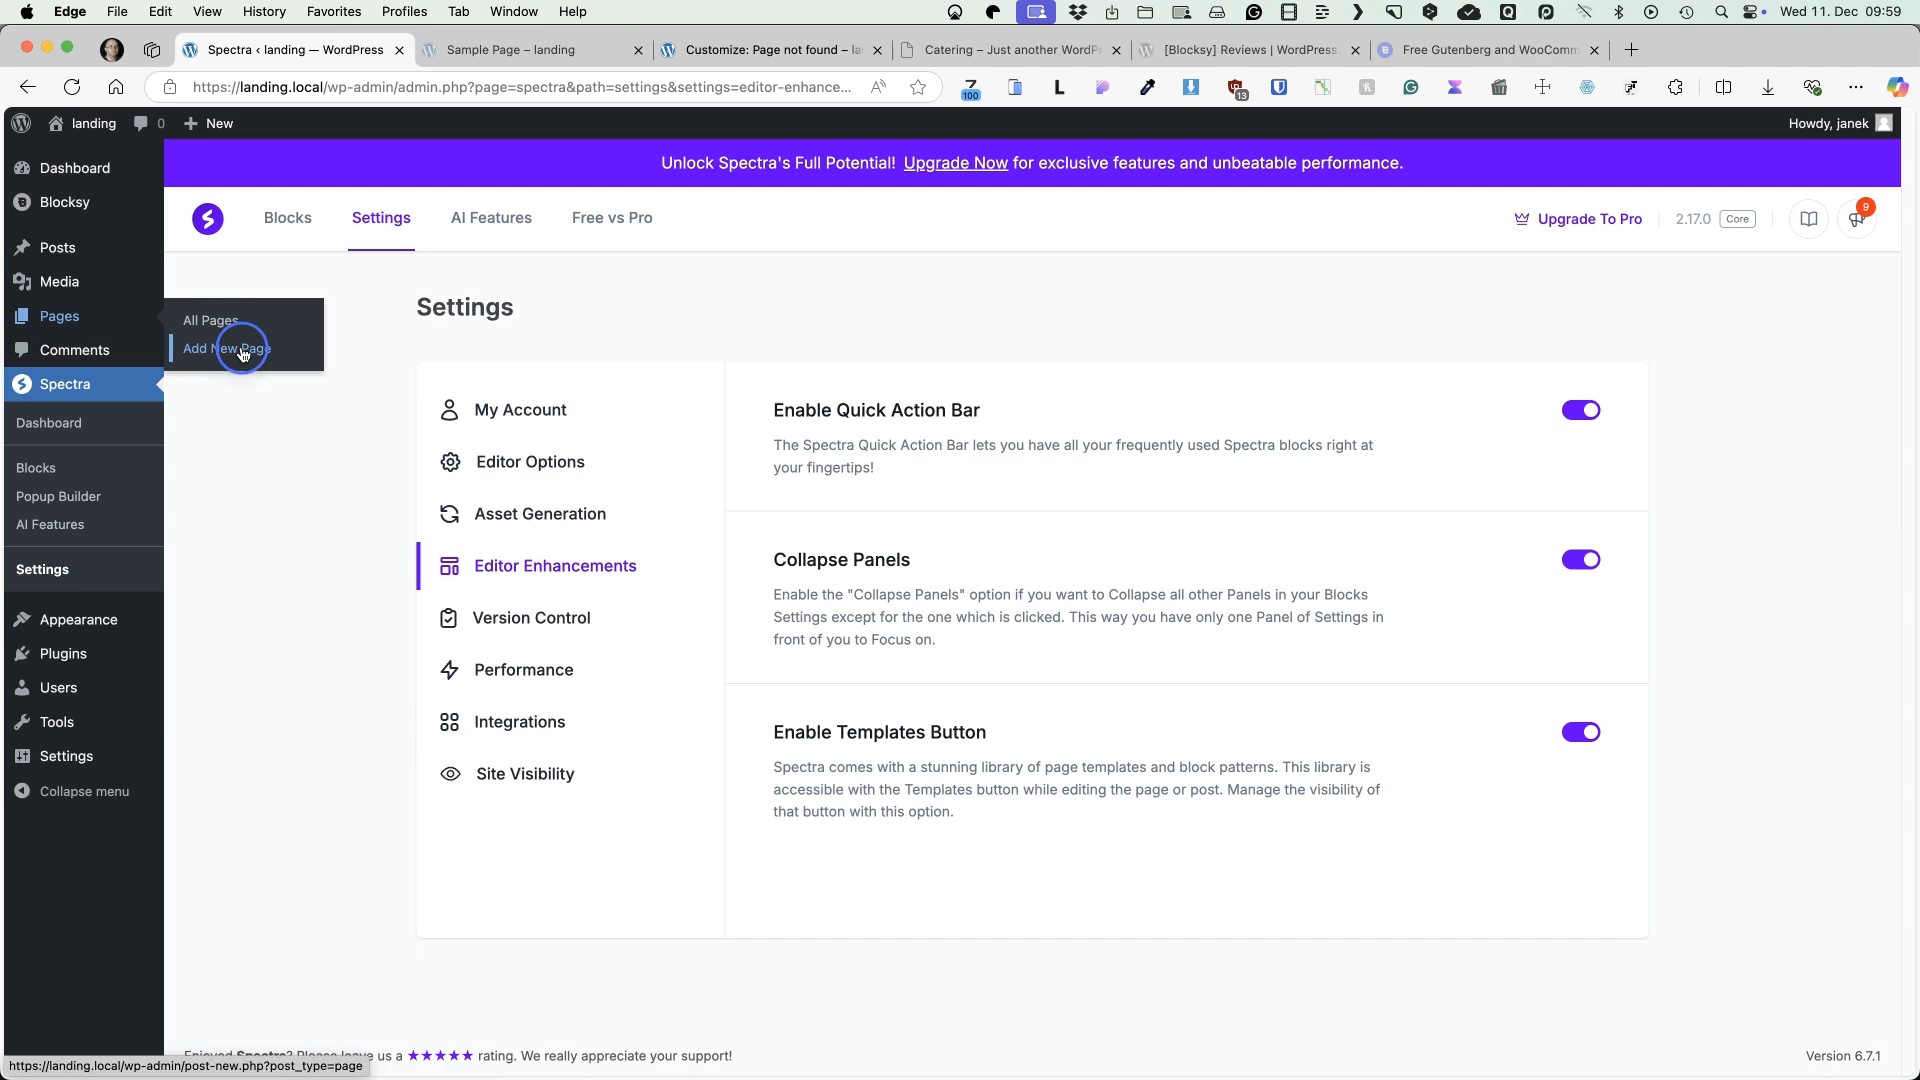 Edge File Edit View History Favorites Profiles Tab Window Help
Wed 11. Dec 09:59
Spectra ‹ landing — WordPress
Sample Page – landing
Customize: Page not found – la
Catering – Just another WordPr
[Blocksy] Reviews | WordPress
Free Gutenberg and WooComm
https://landing.local/wp-admin/admin.php?page=spectra&path=settings&settings=editor-enhance...
100
13
landing
0
New
Howdy, janek
Unlock Spectra's Full Potential! Upgrade Now for exclusive features and unbeatable performance.
Dashboard
Blocksy
Posts
Media
Pages
Comments
Spectra
Dashboard
Blocks
Popup Builder
AI Features
Settings
Appearance
Plugins
Users
Tools
Settings
Collapse menu
All Pages
Add New Page
Blocks
Settings
AI Features
Free vs Pro
Upgrade To Pro
2.17.0
Core
9
Settings
My Account
Editor Options
Asset Generation
Editor Enhancements
Version Control
Performance
Integrations
Site Visibility
Enable Quick Action Bar
The Spectra Quick Action Bar lets you have all your frequently used Spectra blocks right at
your fingertips!
Collapse Panels
Enable the "Collapse Panels" option if you want to Collapse all other Panels in your Blocks
Settings except for the one which is clicked. This way you have only one Panel of Settings in
front of you to Focus on.
Enable Templates Button
Spectra comes with a stunning library of page templates and block patterns. This library is
accessible with the Templates button while editing the page or post. Manage the visibility of
that button with this option.
Enjoyed Spectra? Please leave us a ★★★★★ rating. We really appreciate your support!
Version 6.7.1
https://landing.local/wp-admin/post-new.php?post_type=page